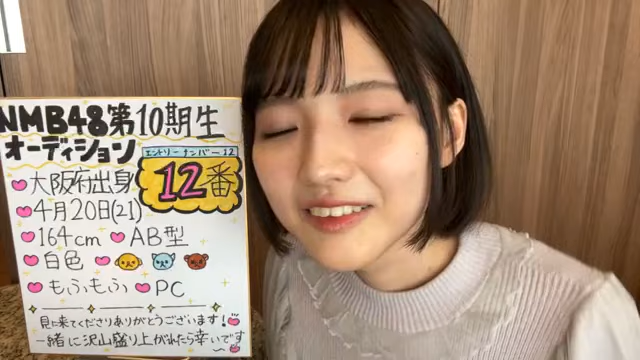 NMB48第10期生
オーディション
エントリーナンバー12
12番
大阪府出身
4月20日(21)
164cm AB型
白色
もふもふ PC
見に来てくださりありがとうございます!
一緒に沢山盛り上がれたら幸いです